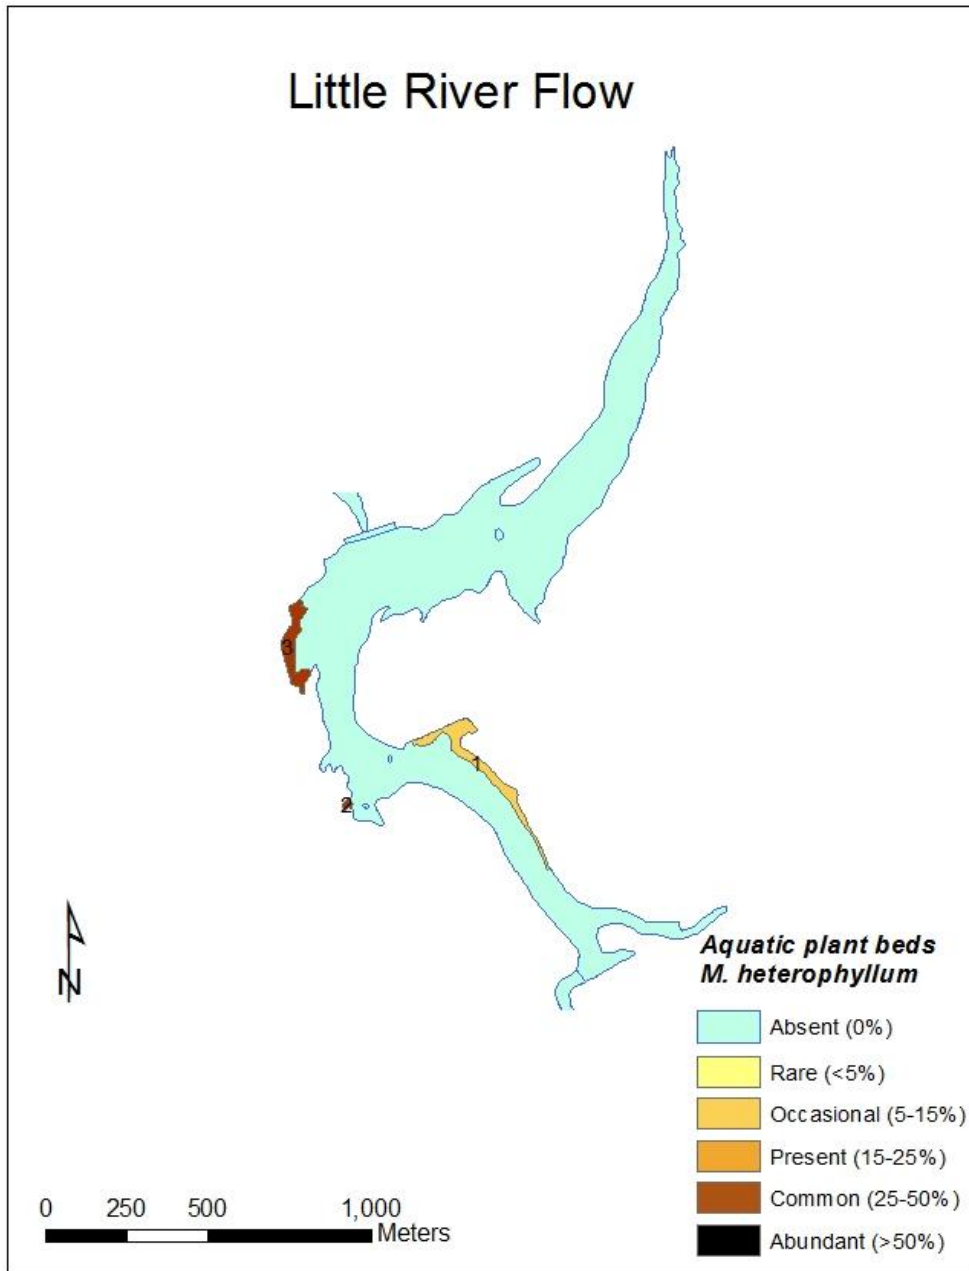 Little River Flow
3
1
2
N
Aquatic plant beds
M. heterophyllum
Absent (0%)
Rare (<5%)
Occasional (5-15%)
Present (15-25%)
Common (25-50%)
Abundant (>50%)
0 250 500 1,000
Meters